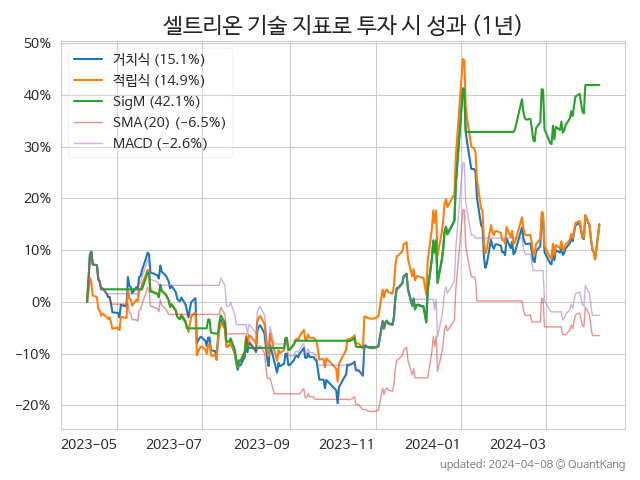 셀트리온 기술 지표로 투자 시 성과 (1년)
50%
40%
30%
20%
10%
0%
−10%
−20%
거치식 (15.1%)
적립식 (14.9%)
SigM (42.1%)
SMA(20) (−6.5%)
MACD (−2.6%)
2023-05 2023-07 2023-09 2023-11 2024-01 2024-03
updated: 2024-04-08 © QuantKang